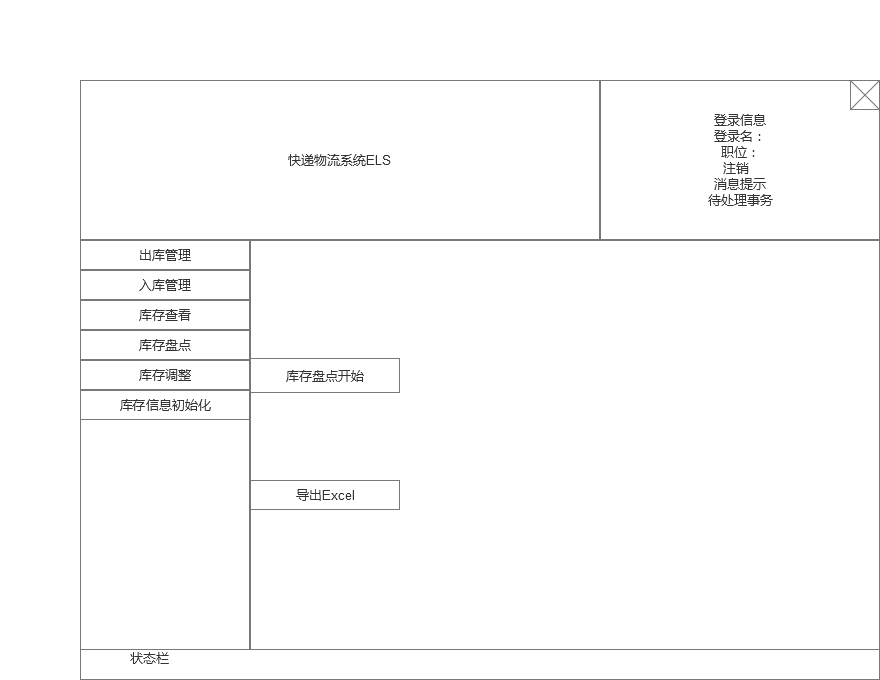 快递物流系统ELS
登录信息
登录名：
职位：
注销
消息提示
待处理事务
出库管理
入库管理
库存查看
库存盘点
库存调整
库存信息初始化
库存盘点开始
导出Excel
状态栏